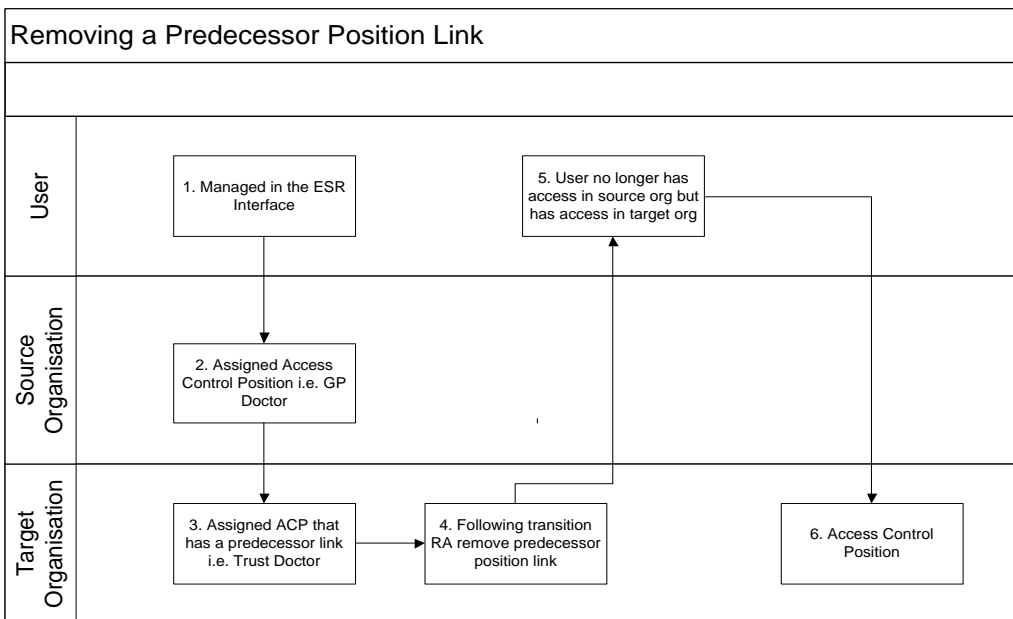 Removing a Predecessor Position Link
User
1. Managed in the ESR
Interface
5. User no longer has
access in source org but
has access in target org
Source
Organisation
2. Assigned Access
Control Position i.e. GP
Doctor
Target
Organisation
3. Assigned ACP that
has a predecessor link
i.e. Trust Doctor
4. Following transition
RA remove predecessor
position link
6. Access Control
Position